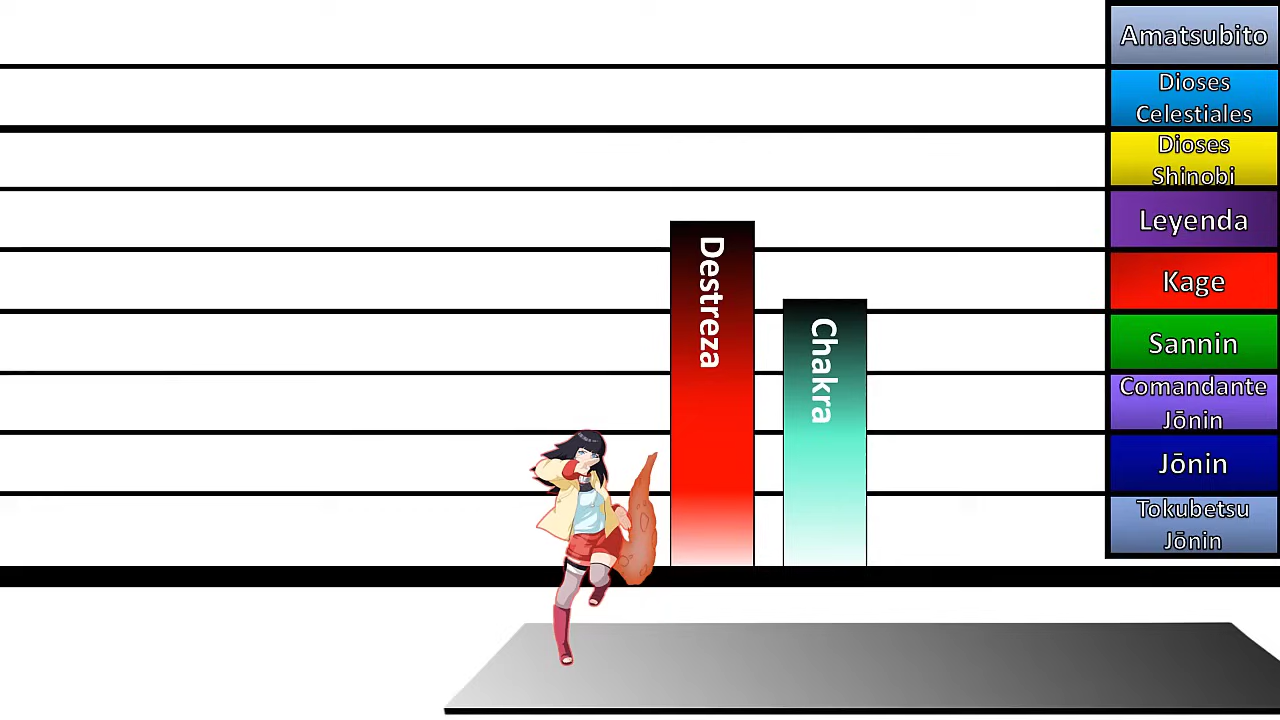 Amatsubito
Dioses
Celestiales
Dioses
Shinobi
Leyenda
Kage
Sannin
Comandante
Jōnin
Jōnin
Tokubetsu
Jōnin
Destreza
Chakra